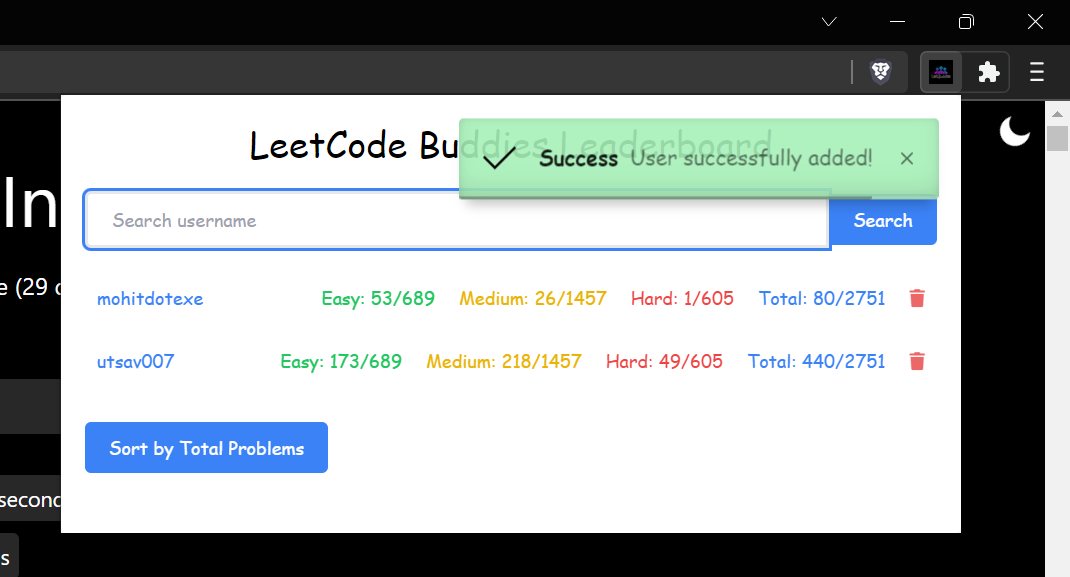 LeetCode Buddies Leaderboard
Success User successfully added!
Search username
Search
mohitdotexe Easy: 53/689 Medium: 26/1457 Hard: 1/605 Total: 80/2751
utsav007 Easy: 173/689 Medium: 218/1457 Hard: 49/605 Total: 440/2751
Sort by Total Problems
In
e (29
second
s